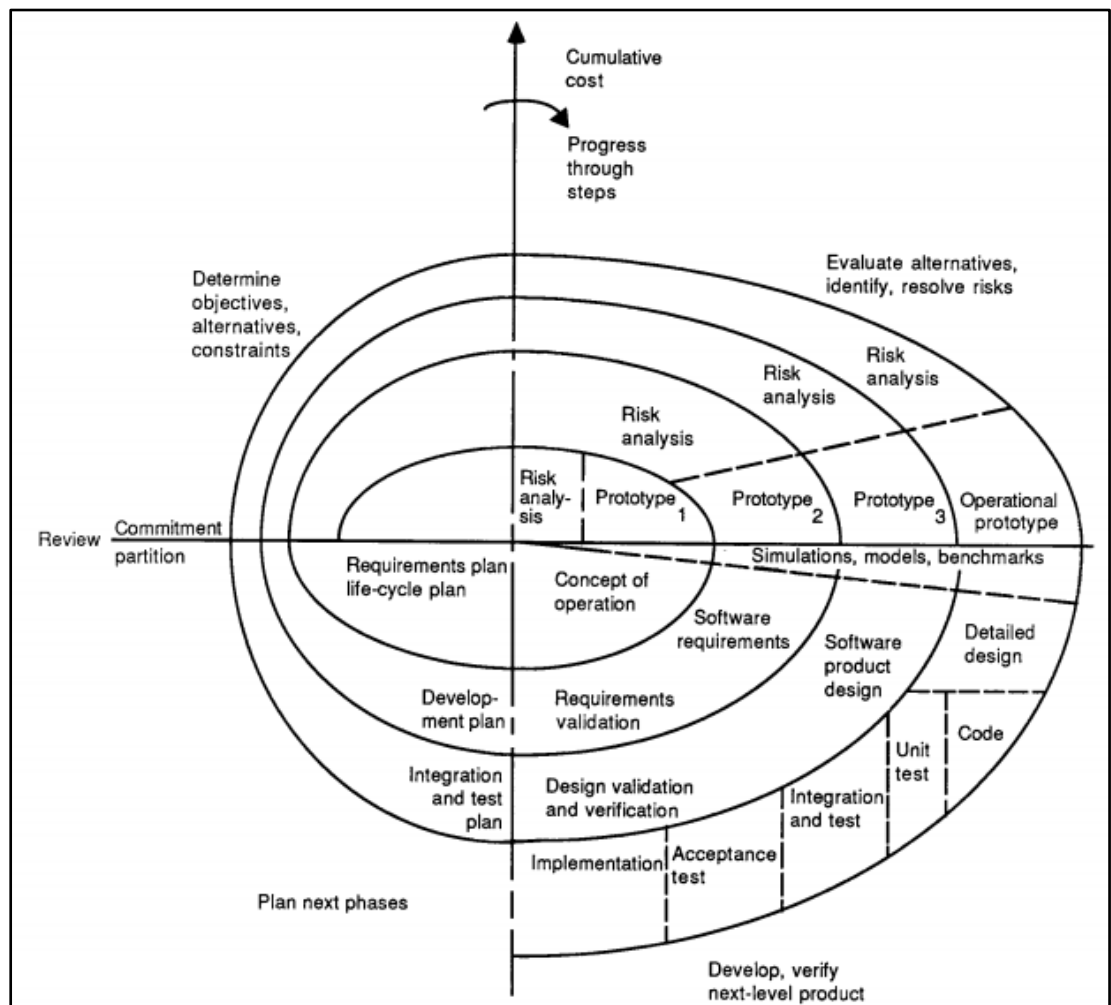 Cumulative
cost
Progress
through
steps
Determine
objectives,
alternatives,
constraints
Evaluate alternatives,
identify, resolve risks
Risk
analysis
Risk
analysis
Risk
analysis
Risk
analy-
sis
Prototype
1
Prototype
2
Prototype
3
Operational
prototype
Review
Commitment
partition
Simulations, models, benchmarks
Requirements plan
life-cycle plan
Concept of
operation
Software
requirements
Software
product
design
Detailed
design
Develop-
ment plan
Requirements
validation
Code
Unit
test
Integration
and test
plan
Design validation
and verification
Integration
and test
Acceptance
test
Implementation
Plan next phases
Develop, verify
next-level product